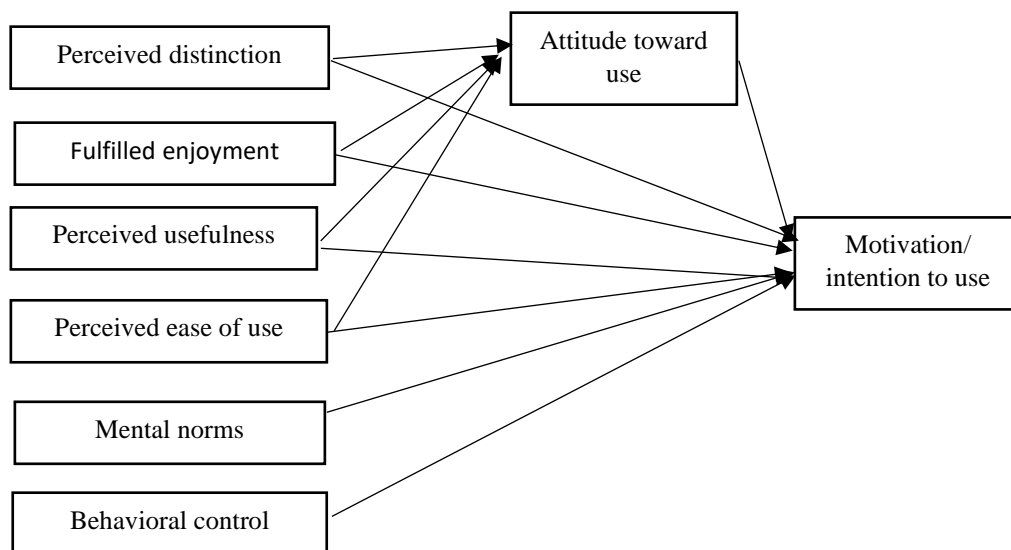 Perceived distinction
Fulfilled enjoyment
Perceived usefulness
Perceived ease of use
Mental norms
Behavioral control
Attitude toward
use
Motivation/
intention to use